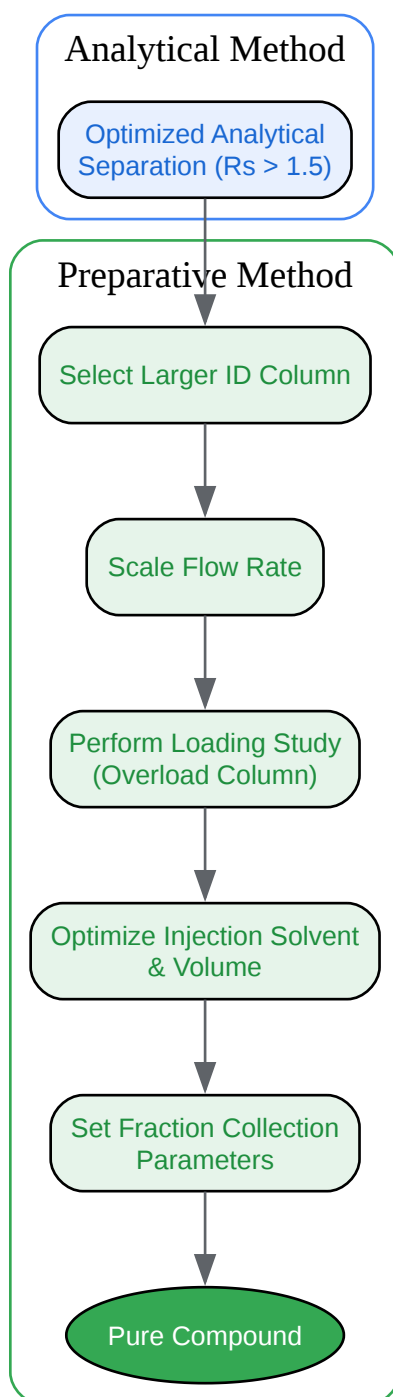 Analytical Method
Optimized Analytical
Separation (Rs > 1.5)
Preparative Method
Select Larger ID Column
Scale Flow Rate
Perform Loading Study
(Overload Column)
Optimize Injection Solvent
& Volume
Set Fraction Collection
Parameters
Pure Compound